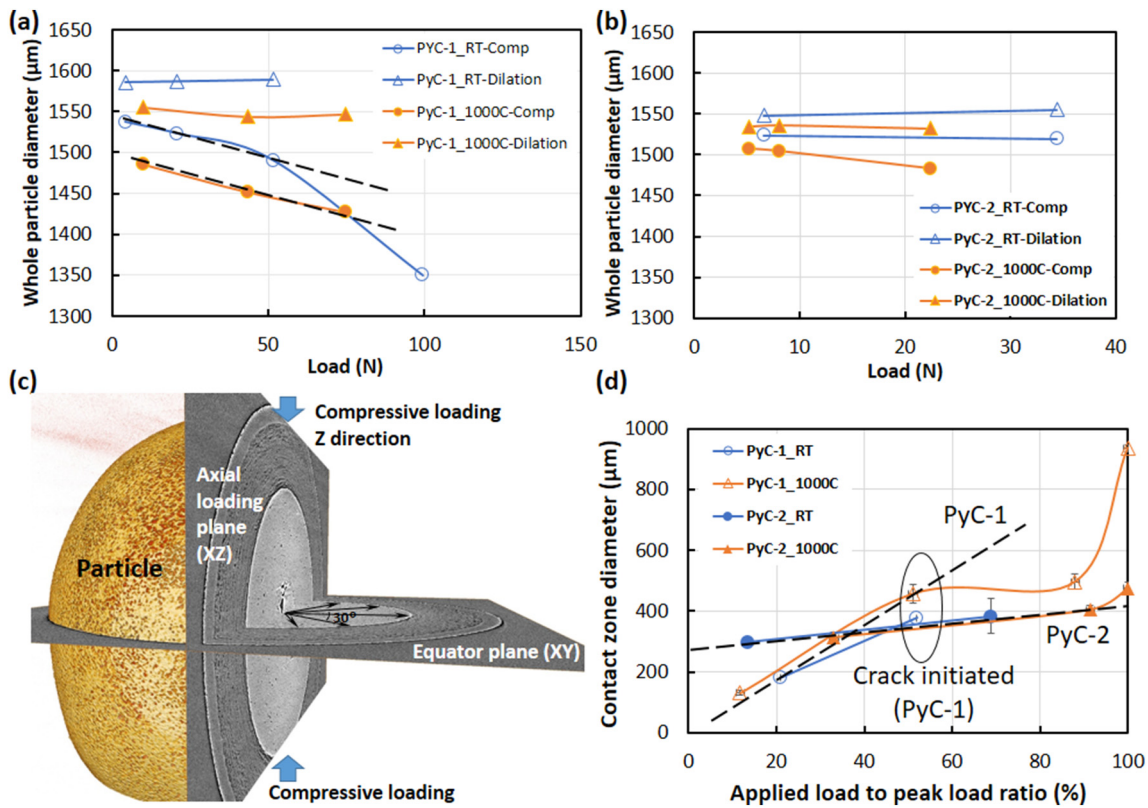 (a)
Whole particle diameter (µm)
1650
1600
1550
1500
1450
1400
1350
1300
0
50
100
150
Load (N)
PYC-1_RT-Comp
PyC-1_RT-Dilation
PyC-1_1000C-Comp
PyC-1_1000C-Dilation
(b)
Whole particle diameter (µm)
1650
1600
1550
1500
1450
1400
1350
1300
0
10
20
30
40
Load (N)
PYC-2_RT-Comp
PyC-2_RT-Dilation
PyC-2_1000C-Comp
PyC-2_1000C-Dilation
(c)
Compressive loading
Z direction
Axial
loading
plane
(XZ)
Particle
30°
Equator plane (XY)
Compressive loading
(d)
Contact zone diameter (µm)
1000
800
600
400
200
0
0
20
40
60
80
100
Applied load to peak load ratio (%)
PyC-1_RT
PyC-1_1000C
PyC-2_RT
PyC-2_1000C
PyC-1
PyC-2
Crack initiated
(PyC-1)